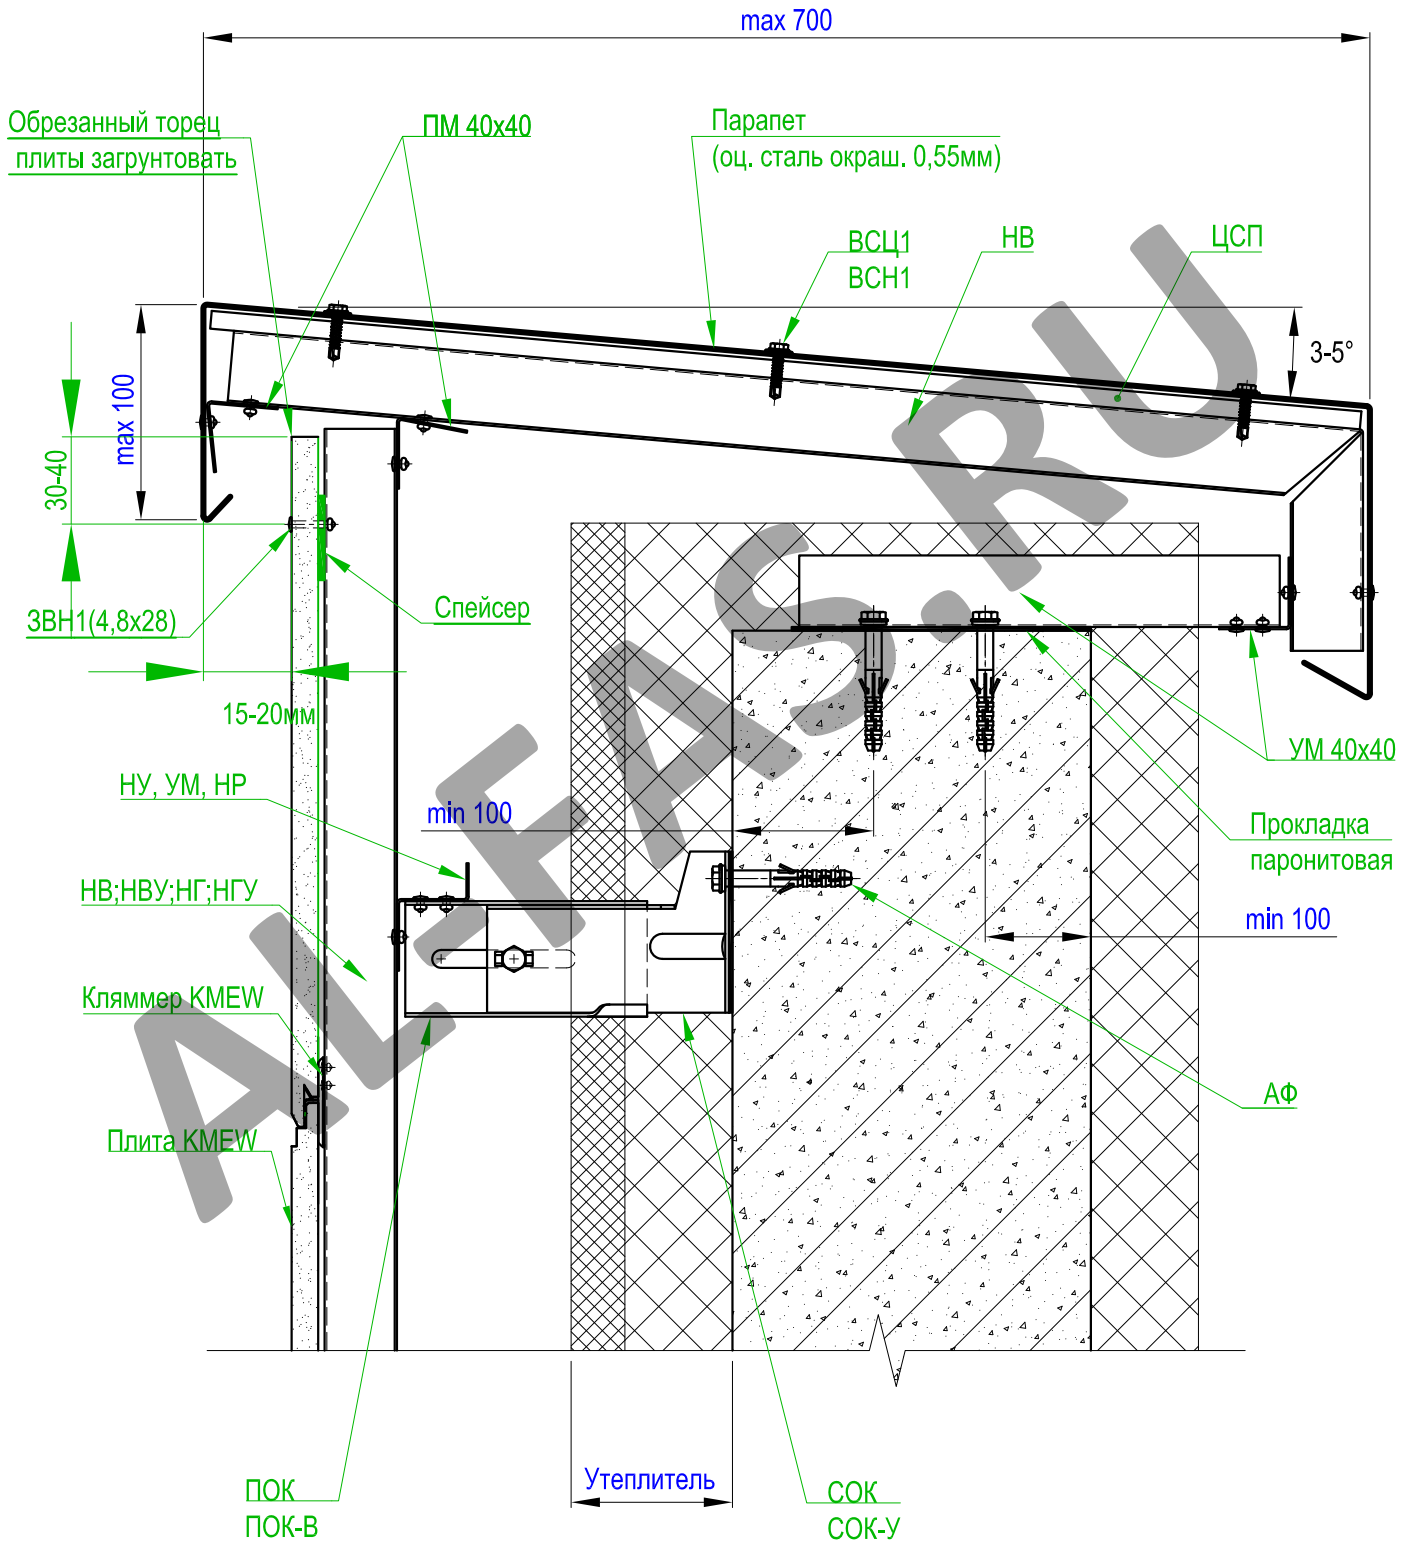 max 700
Обрезанный торец
плиты загрунтовать
ПМ 40х40
Парапет
(оц. сталь окраш. 0,55мм)
ВСЦ1
ВСН1
НВ
ЦСП
3-5°
max 100
30-40
ЗВН1(4,8х28)
Спейсер
15-20мм
УМ 40х40
НУ, УМ, НР
min 100
Прокладка
паронитовая
НВ;НВУ;НГ;НГУ
min 100
Кляммер KMEW
АФ
Плита KMEW
ПОК
ПОК-В
Утеплитель
СОК
СОК-У
AL-FAS.RU